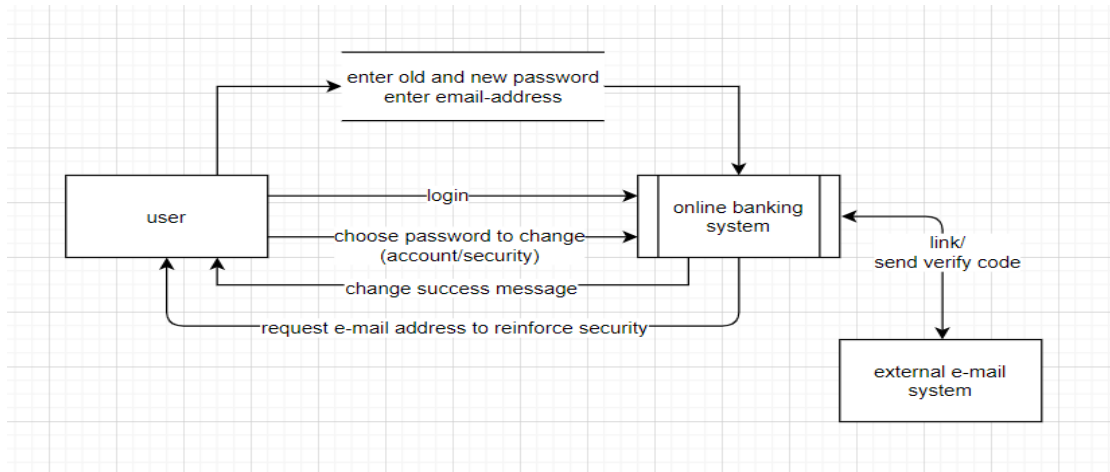 enter old and new password
enter email-address
user
login
online banking
system
choose password to change
(account/security)
link/
send verify code
change success message
request e-mail address to reinforce security
external e-mail
system